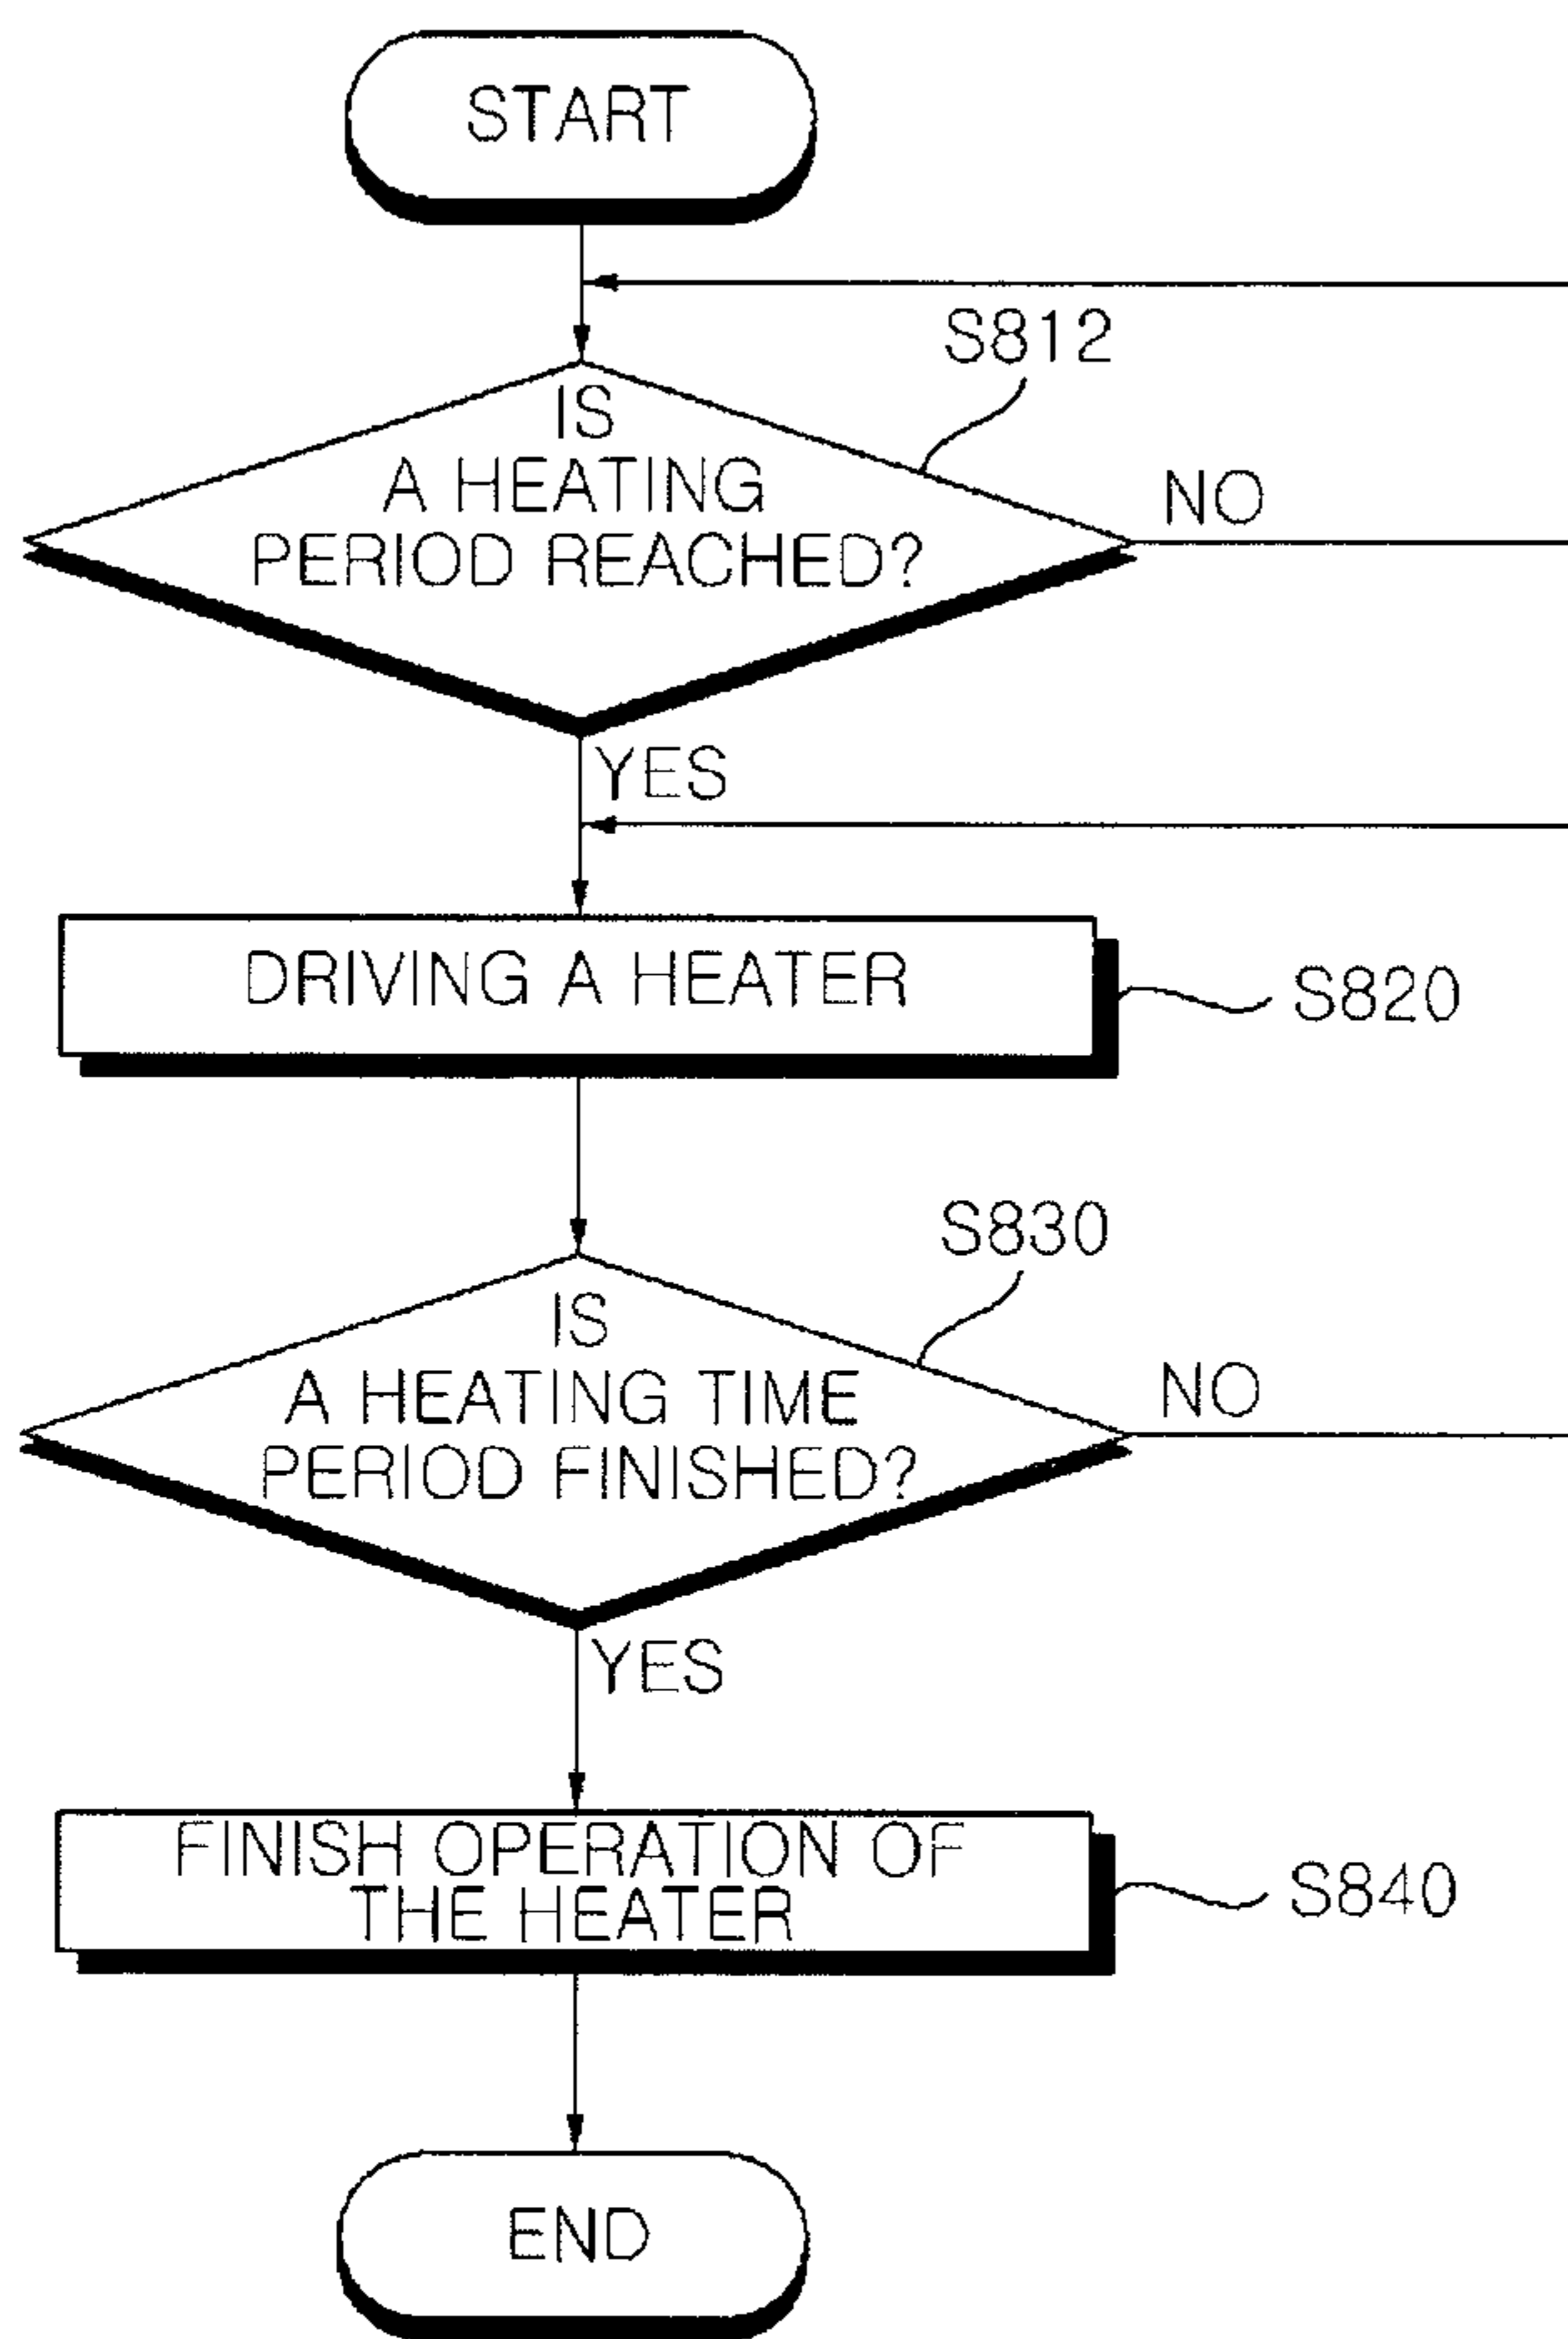 START
S812
IS
A HEATING
PERIOD REACHED?
NO
YES
DRIVING A HEATER
S820
S830
IS
A HEATING TIME
PERIOD FINISHED?
NO
YES
FINISH OPERATION OF
THE HEATER
S840
END